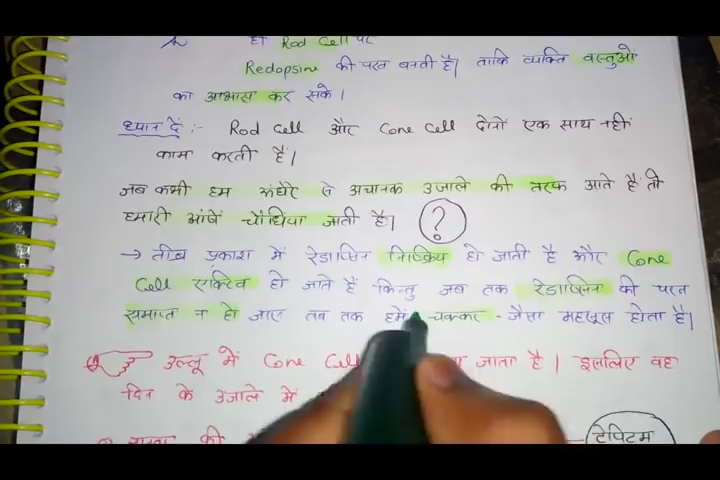 ही Rod Cell पर
Redopsine की परत बनती है। ताकि व्यक्ति वस्तुओं
का आभास कर सके।
ध्यान दें :- Rod Cell और Cone Cell दोनों एक साथ नहीं
काम करती हैं।
जब कभी हम अंधेरे से अचानक उजाले की तरफ आते हैं तो
हमारी आंखें चौंधिया जाती है। ?
→ तीव्र प्रकाश में रेडाप्सिन निष्क्रिय हो जाती है और Cone
Cell एक्टिव हो जाते हैं किन्तु जब तक रेडाप्सिन की परत
समाप्त न हो जाए तब तक हमें चक्कर जैसा महसूस होता है।
उल्लू में Cone जाता है। इसलिए वह
दिन के उजाले में
की टेपिटम